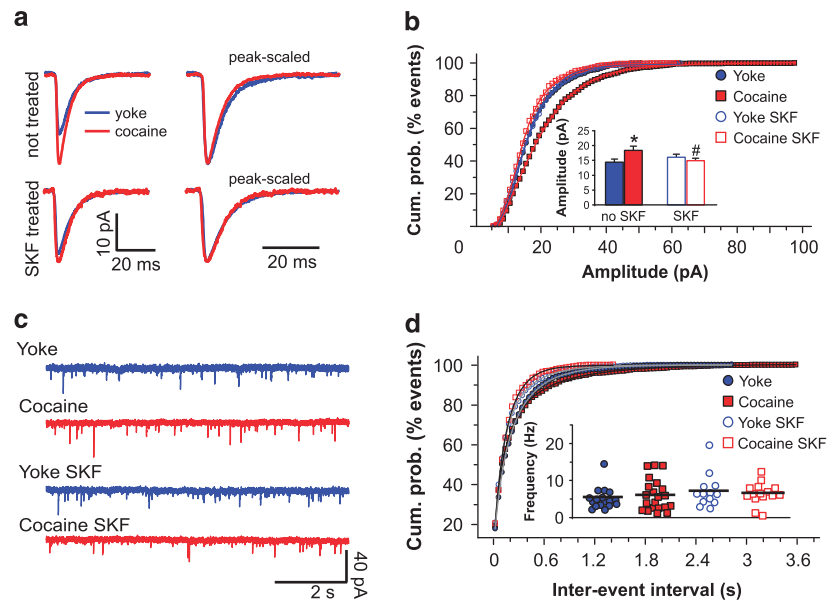 a
not treated
yoke
cocaine
peak-scaled
SKF treated
peak-scaled
10 pA
20 ms
20 ms
b
Cum. prob. (% events)
100
80
60
40
20
0
20
40
60
80
100
Amplitude (pA)
Yoke
Cocaine
Yoke SKF
Cocaine SKF
Amplitude (pA)
25
20
15
10
5
0
*
#
no SKF
SKF
c
Yoke
Cocaine
Yoke SKF
Cocaine SKF
40 pA
2 s
d
Cum. prob. (% events)
100
80
60
40
20
0
0.6
1.2
1.8
2.4
3
3.6
Inter-event interval (s)
Yoke
Cocaine
Yoke SKF
Cocaine SKF
Frequency (Hz)
20
10
0